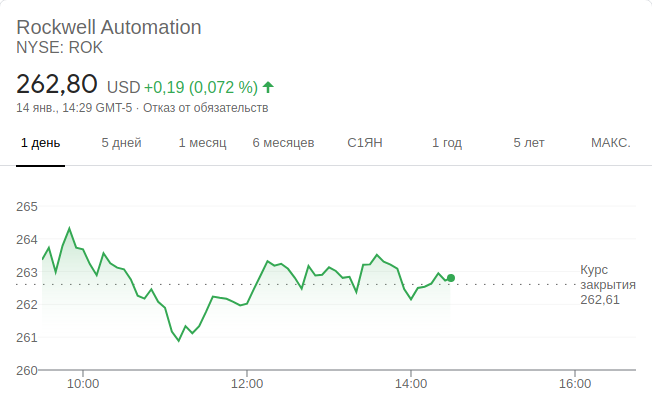 Rockwell Automation
NYSE: ROK
262,80 USD +0,19 (0,072 %)
14 янв., 14:29 GMT-5 · Отказ от обязательств
1 день 5 дней 1 месяц 6 месяцев С1ЯН 1 год 5 лет МАКС.
265
264
263
262
261
260
Курс
закрытия
262,61
10:00 12:00 14:00 16:00